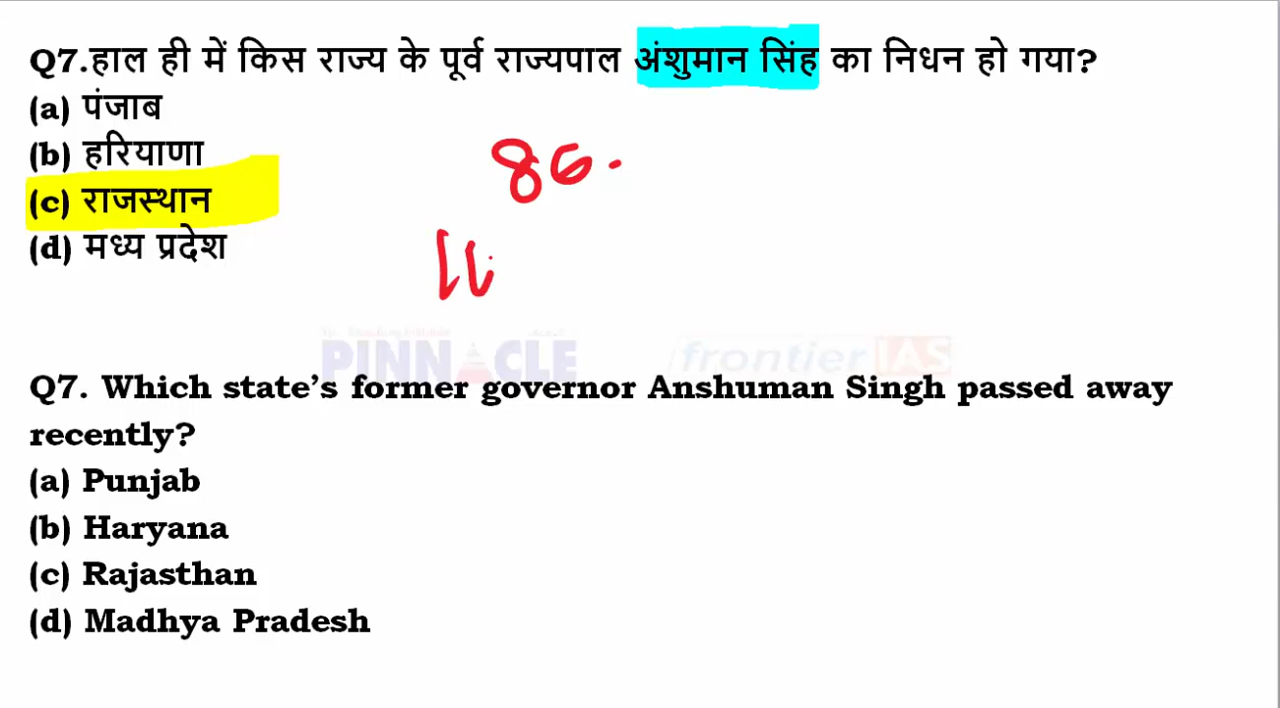 Q7.हाल ही में किस राज्य के पूर्व राज्यपाल अंशुमान सिंह का निधन हो गया?
(a) पंजाब
(b) हरियाणा
(c) राजस्थान
(d) मध्य प्रदेश
86.
PINNACLE frontier IAS
Q7. Which state’s former governor Anshuman Singh passed away
recently?
(a) Punjab
(b) Haryana
(c) Rajasthan
(d) Madhya Pradesh